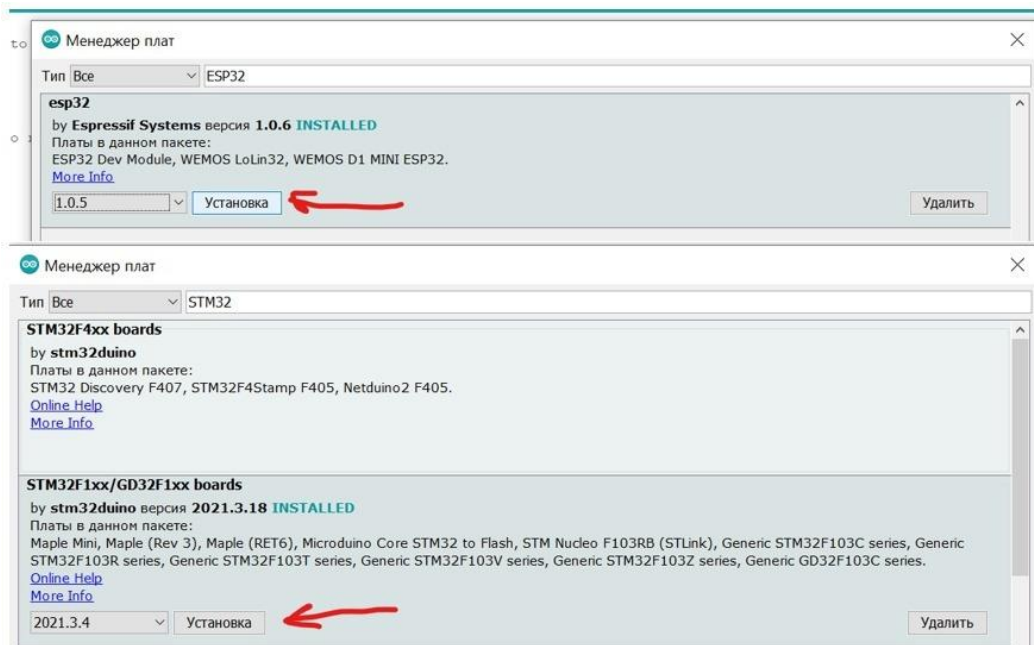 to
Менеджер плат
Тип Все ESP32
esp32
by Espressif Systems версия 1.0.6 INSTALLED
Платы в данном пакете:
ESP32 Dev Module, WEMOS LoLin32, WEMOS D1 MINI ESP32.
More Info
1.0.5 Установка Удалить
Менеджер плат
Тип Все STM32
STM32F4xx boards
by stm32duino
Платы в данном пакете:
STM32 Discovery F407, STM32F4Stamp F405, Netduino2 F405.
Online Help
More Info
STM32F1xx/GD32F1xx boards
by stm32duino версия 2021.3.18 INSTALLED
Платы в данном пакете:
Maple Mini, Maple (Rev 3), Maple (RET6), Microduino Core STM32 to Flash, STM Nucleo F103RB (STLink), Generic STM32F103C series, Generic
STM32F103R series, Generic STM32F103T series, Generic STM32F103V series, Generic STM32F103Z series, Generic GD32F103C series.
Online Help
More Info
2021.3.4 Установка Удалить